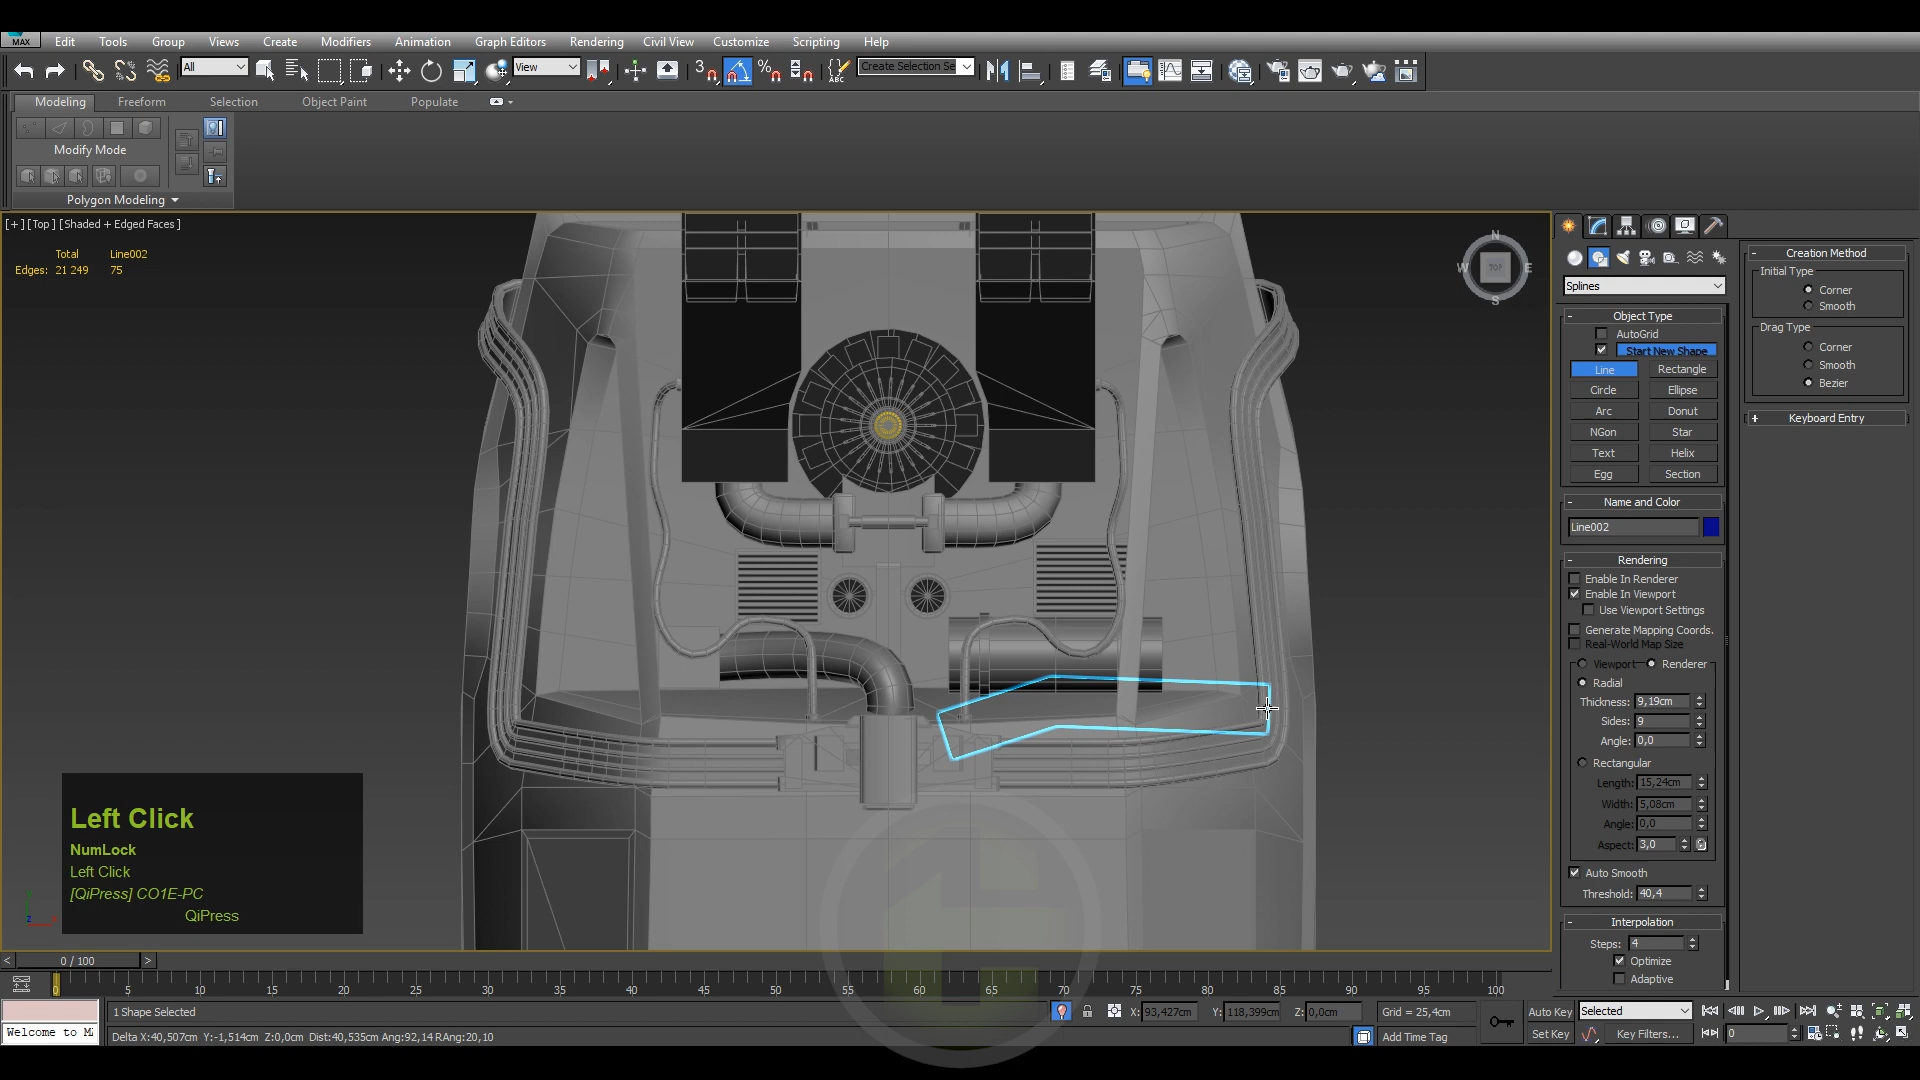 MAX Edit Tools Group Views Create Modifiers Animation Graph Editors Rendering Civil View Customize Scripting Help
All View 3 % ABC Create Selection Se
Modeling Freeform Selection Object Paint Populate
Modify Mode
Polygon Modeling
[+] [Top ] [Shaded + Edged Faces ]
Total Line002
Edges: 21 249 75
N
W TOP E
S
Splines
- Object Type
AutoGrid
Start New Shape
Line Rectangle
Circle Ellipse
Arc Donut
NGon Star
Text Helix
Egg Section
- Name and Color
Line002
- Rendering
Enable In Renderer
Enable In Viewport
Use Viewport Settings
Generate Mapping Coords.
Real-World Map Size
Viewport Renderer
Radial
Thickness: 9,19cm
Sides: 9
Angle: 0,0
Rectangular
Length: 15,24cm
Width: 5,08cm
Angle: 0,0
Aspect: 3,0
Auto Smooth
Threshold: 40,4
- Interpolation
Steps: 4
Optimize
Adaptive
- Creation Method
Initial Type
Corner
Smooth
Drag Type
Corner
Smooth
Bezier
+ Keyboard Entry
Left Click
NumLock
Left Click
[QiPress] CO1E-PC
QiPress
< 0 / 100 >
0 5 10 15 20 25 30 35 40 45 50 55 60 65 70 75 80 85 90 95 100
1 Shape Selected X: 93,427cm Y: 118,399cm Z: 0,0cm Grid = 25,4cm Auto Key Selected
Welcome to M Delta X:40,507cm Y:-1,514cm Z:0,0cm Dist:40,535cm Ang:92,14 RAng:20,10 Add Time Tag Set Key Key Filters... 0